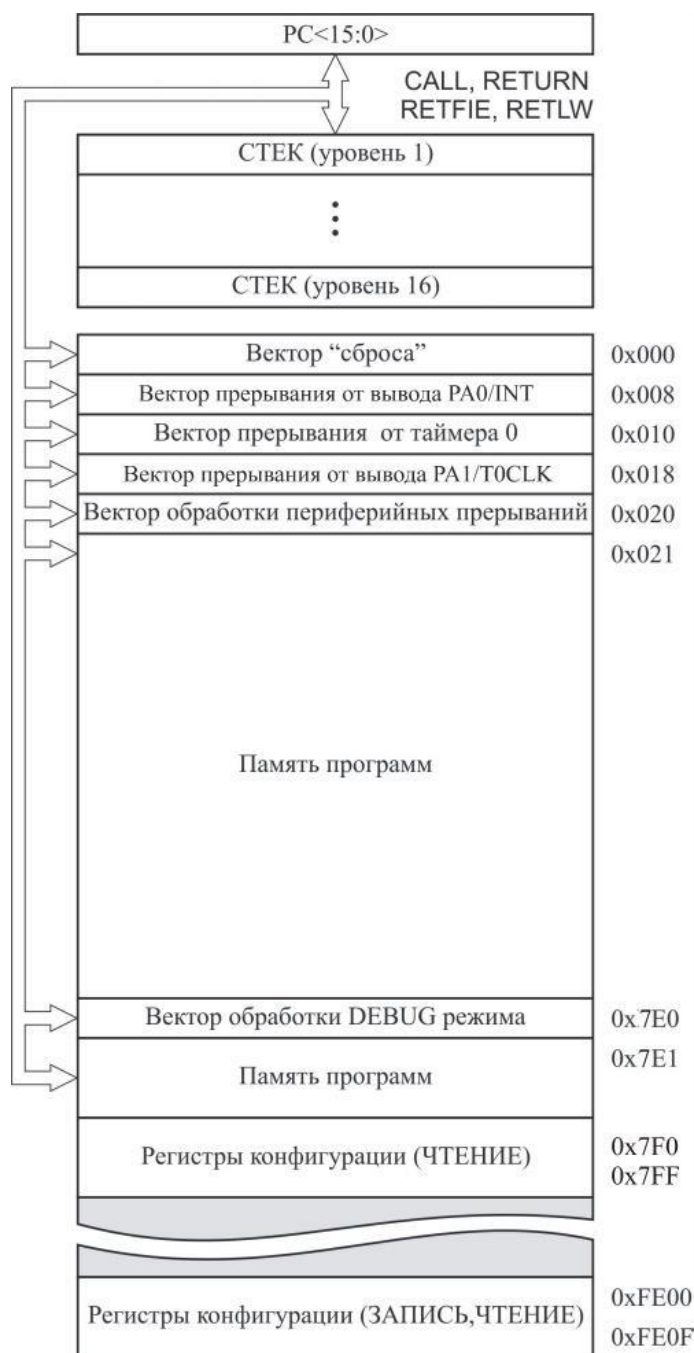 PC<15:0>
CALL, RETURN
RETFIE, RETLW
СТЕК (уровень 1)
СТЕК (уровень 16)
Вектор “сброса” 0x000
Вектор прерывания от вывода PA0/INT 0x008
Вектор прерывания от таймера 0 0x010
Вектор прерывания от вывода PA1/T0CLK 0x018
Вектор обработки периферийных прерываний 0x020
0x021
Память программ
Вектор обработки DEBUG режима 0x7E0
0x7E1
Память программ
Регистры конфигурации (ЧТЕНИЕ) 0x7F0
0x7FF
Регистры конфигурации (ЗАПИСЬ,ЧТЕНИЕ) 0xFE00
0xFE0F